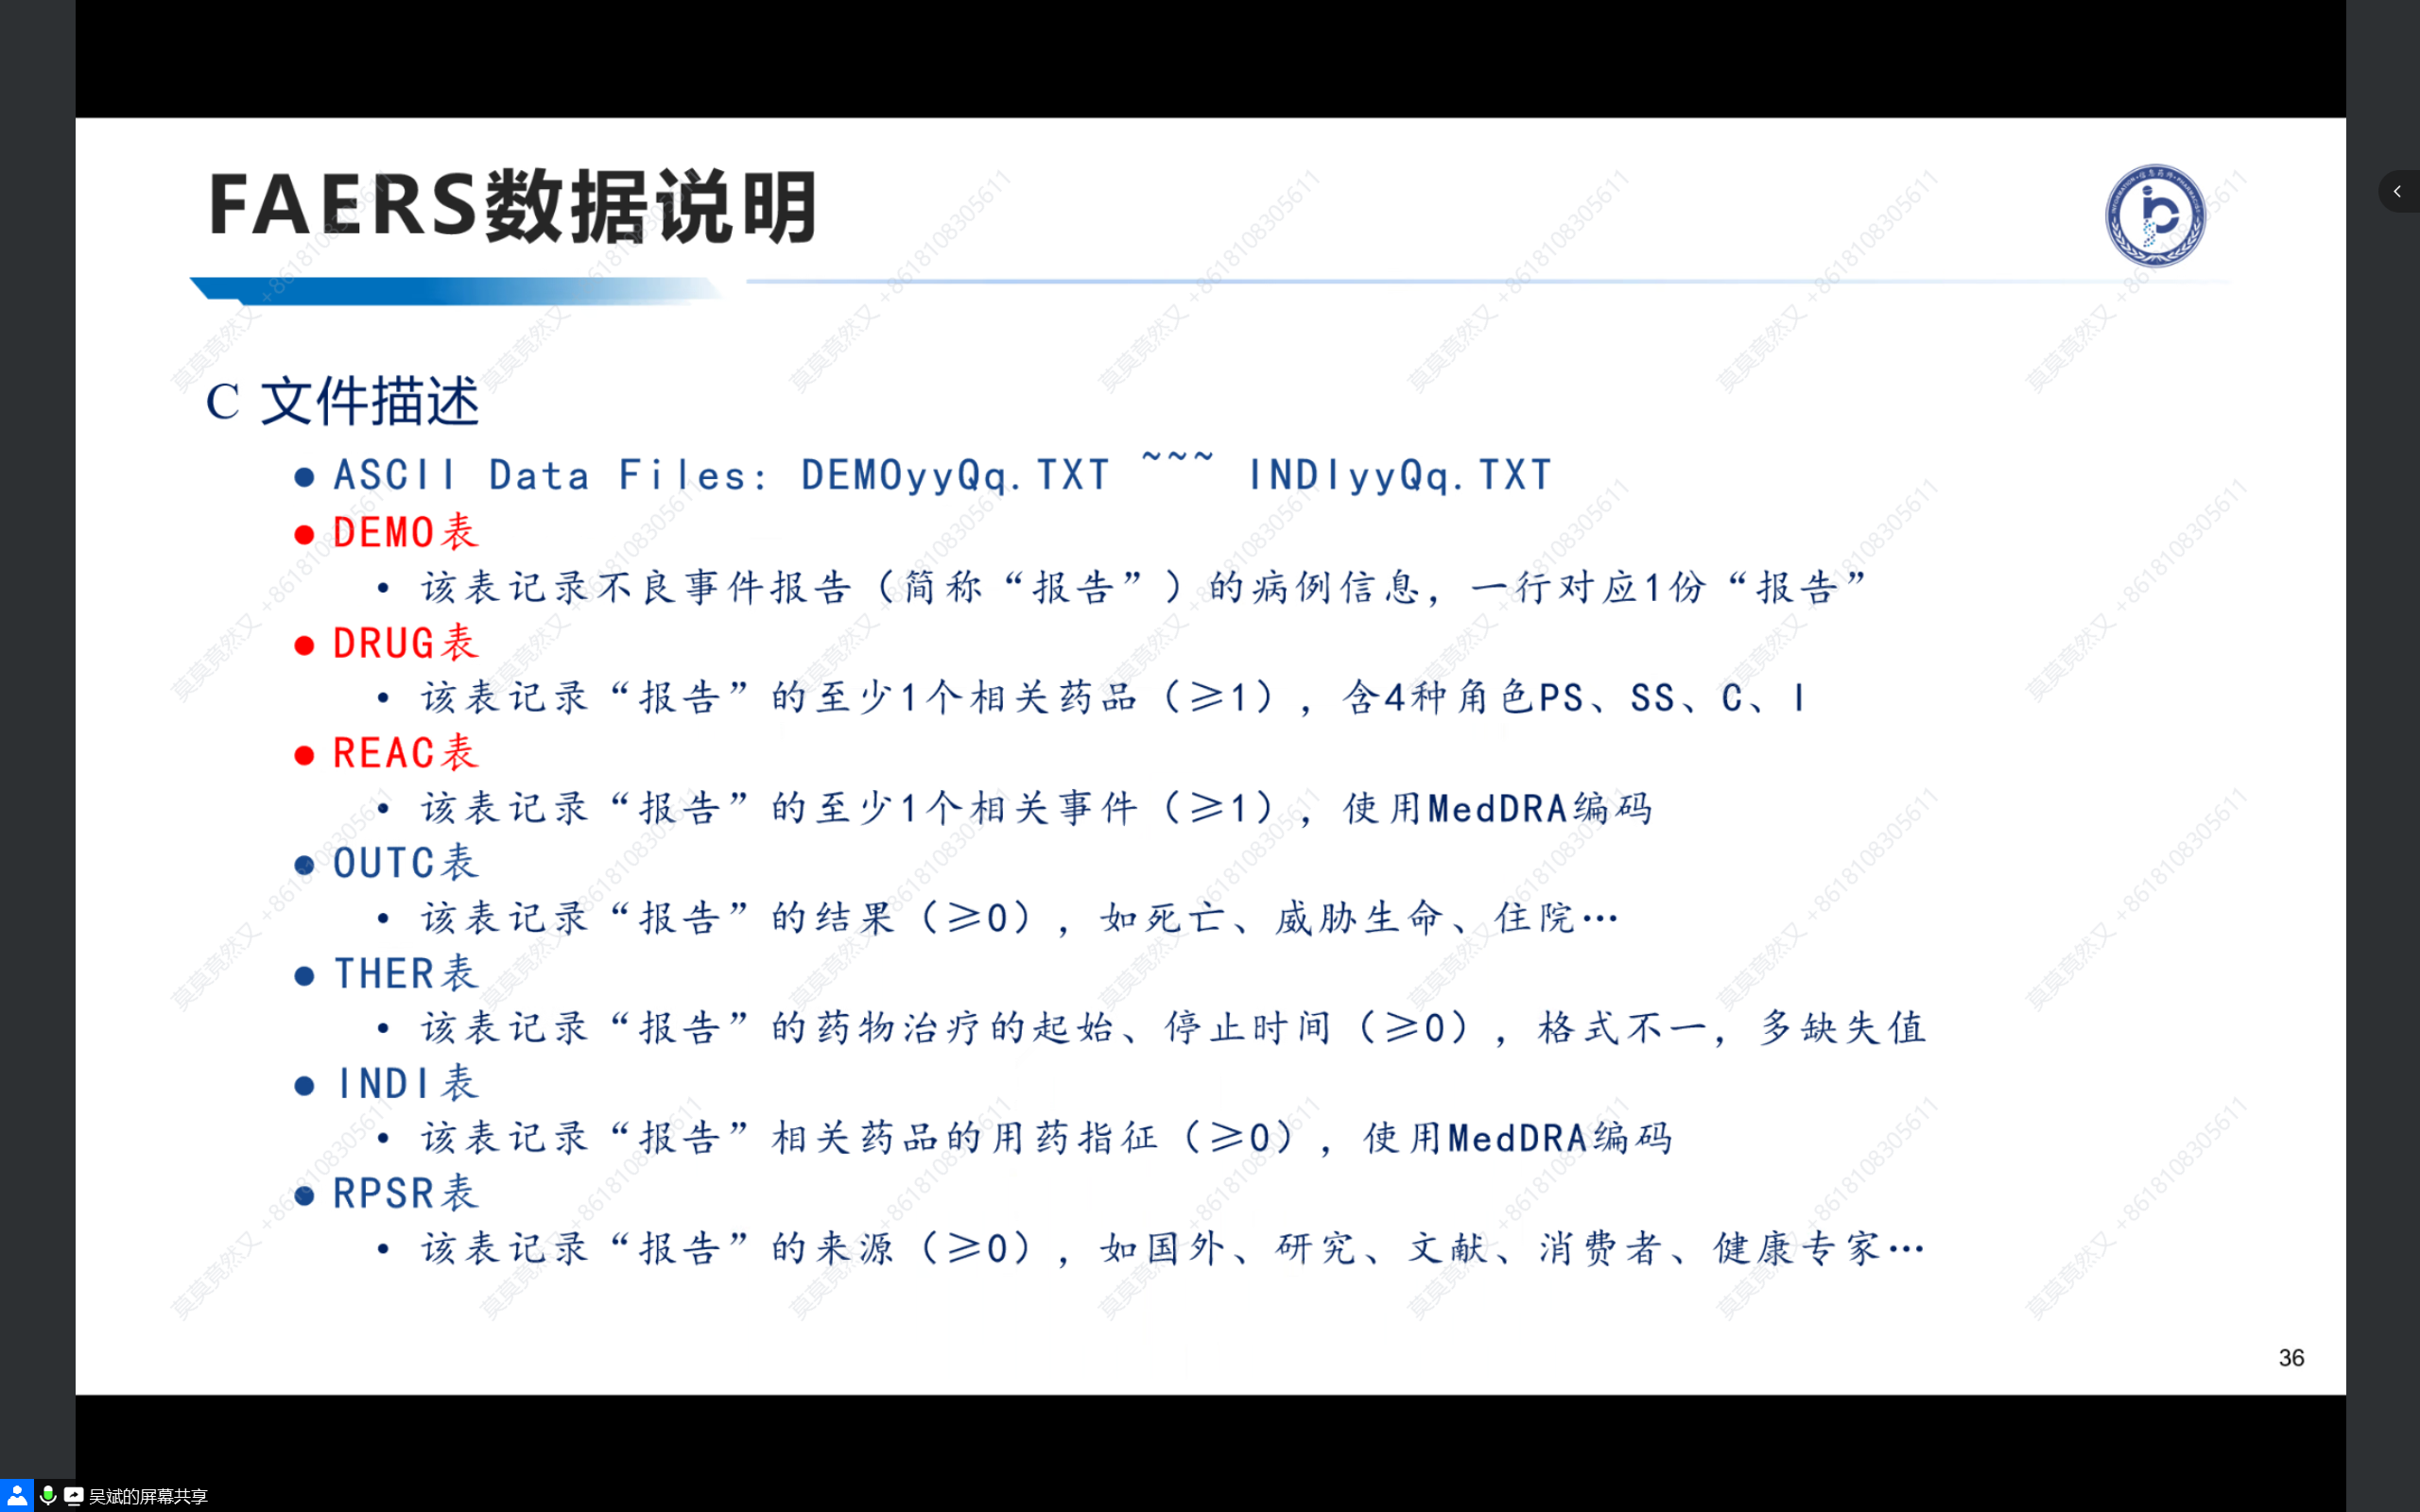 FAERS数据说明
C 文件描述
● ASCII Data Files: DEMOyyQq.TXT ~~~ INDIyyQq.TXT
● DEMO表
• 该表记录不良事件报告（简称“报告”）的病例信息，一行对应1份“报告”
● DRUG表
• 该表记录“报告”的至少1个相关药品（≥1），含4种角色PS、SS、C、I
● REAC表
• 该表记录“报告”的至少1个相关事件（≥1），使用MedDRA编码
● OUTC表
• 该表记录“报告”的结果（≥0），如死亡、威胁生命、住院…
● THER表
• 该表记录“报告”的药物治疗的起始、停止时间（≥0），格式不一，多缺失值
● INDI表
• 该表记录“报告”相关药品的用药指征（≥0），使用MedDRA编码
● RPSR表
• 该表记录“报告”的来源（≥0），如国外、研究、文献、消费者、健康专家…
36
吴斌的屏幕共享
莫莫竟然又 +8618108305611